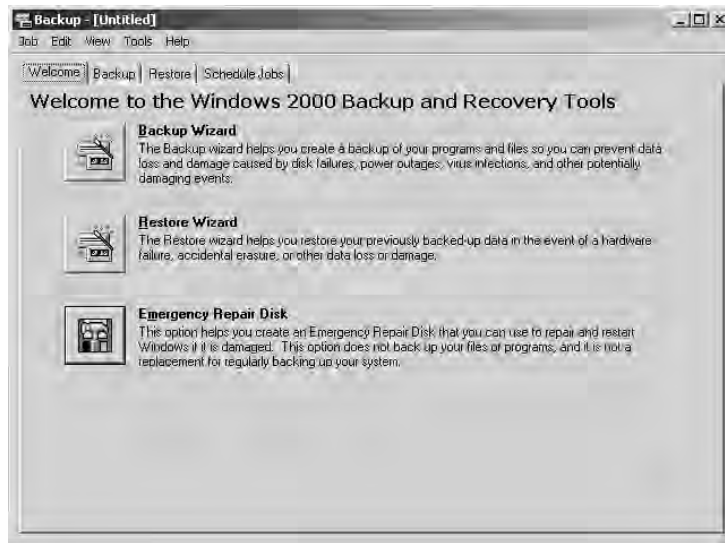 Backup - [Untitled]
Job Edit View Tools Help
Welcome Backup Restore Schedule Jobs
Welcome to the Windows 2000 Backup and Recovery Tools
Backup Wizard
The Backup wizard helps you create a backup of your programs and files so you can prevent data
loss and damage caused by disk failures, power outages, virus infections, and other potentially
damaging events.
Restore Wizard
The Restore wizard helps you restore your previously backed-up data in the event of a hardware
failure, accidental erasure, or other data loss or damage.
Emergency Repair Disk
This option helps you create an Emergency Repair Disk that you can use to repair and restart
Windows if it is damaged. This option does not back up your files or programs, and it is not a
replacement for regularly backing up your system.